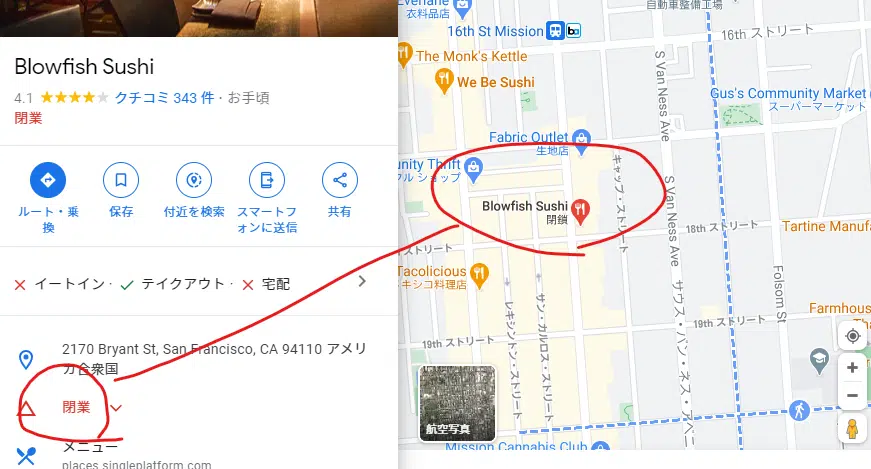 Blowfish Sushi
4.1 ★★★★★ クチコミ 343 件 · お手頃
閉業
ルート・乗換
保存
付近を検索
スマートフォンに送信
共有
イートイン · テイクアウト · 宅配
2170 Bryant St, San Francisco, CA 94110 アメリ
カ合衆国
閉業
メニュー
places.singleplatform.com
衣料品店
自動車整備工場
16th St Mission
16th ストリート
The Monk's Kettle
We Be Sushi
S Van Ness Ave
Gus's Community Market
スーパーマーケット
Fabric Outlet
生地店
unity Thrift
フル ショップ
キャップ・ストリート
Blowfish Sushi
閉鎖
S Van Ness Ave
18th ストリート
Tartine Manufa
Tacolicious
キシコ料理店
Folsom St
レキシントン・ストリート
サン・カルロス・ストリート
サウス・バン・ネス・アベニ
19th ストリート
19th ストリート
Farmhous
航空写真
Mission Cannabis Club